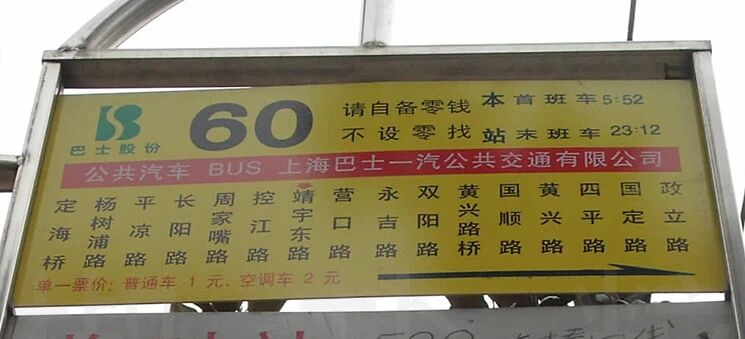 巴士股份
60
请自备零钱
不设零找
本站
首班车5:52
末班车23:12
公共汽车 BUS 上海巴士一汽公共交通有限公司
定海桥
杨树浦路
平凉路
长阳路
周家嘴路
控江路
靖宇东路
营口路
永吉路
双阳路
黄兴路桥
国顺路
黄兴路
四平路
国定路
政立路
单一票价: 普通车 1 元、空调车 2 元